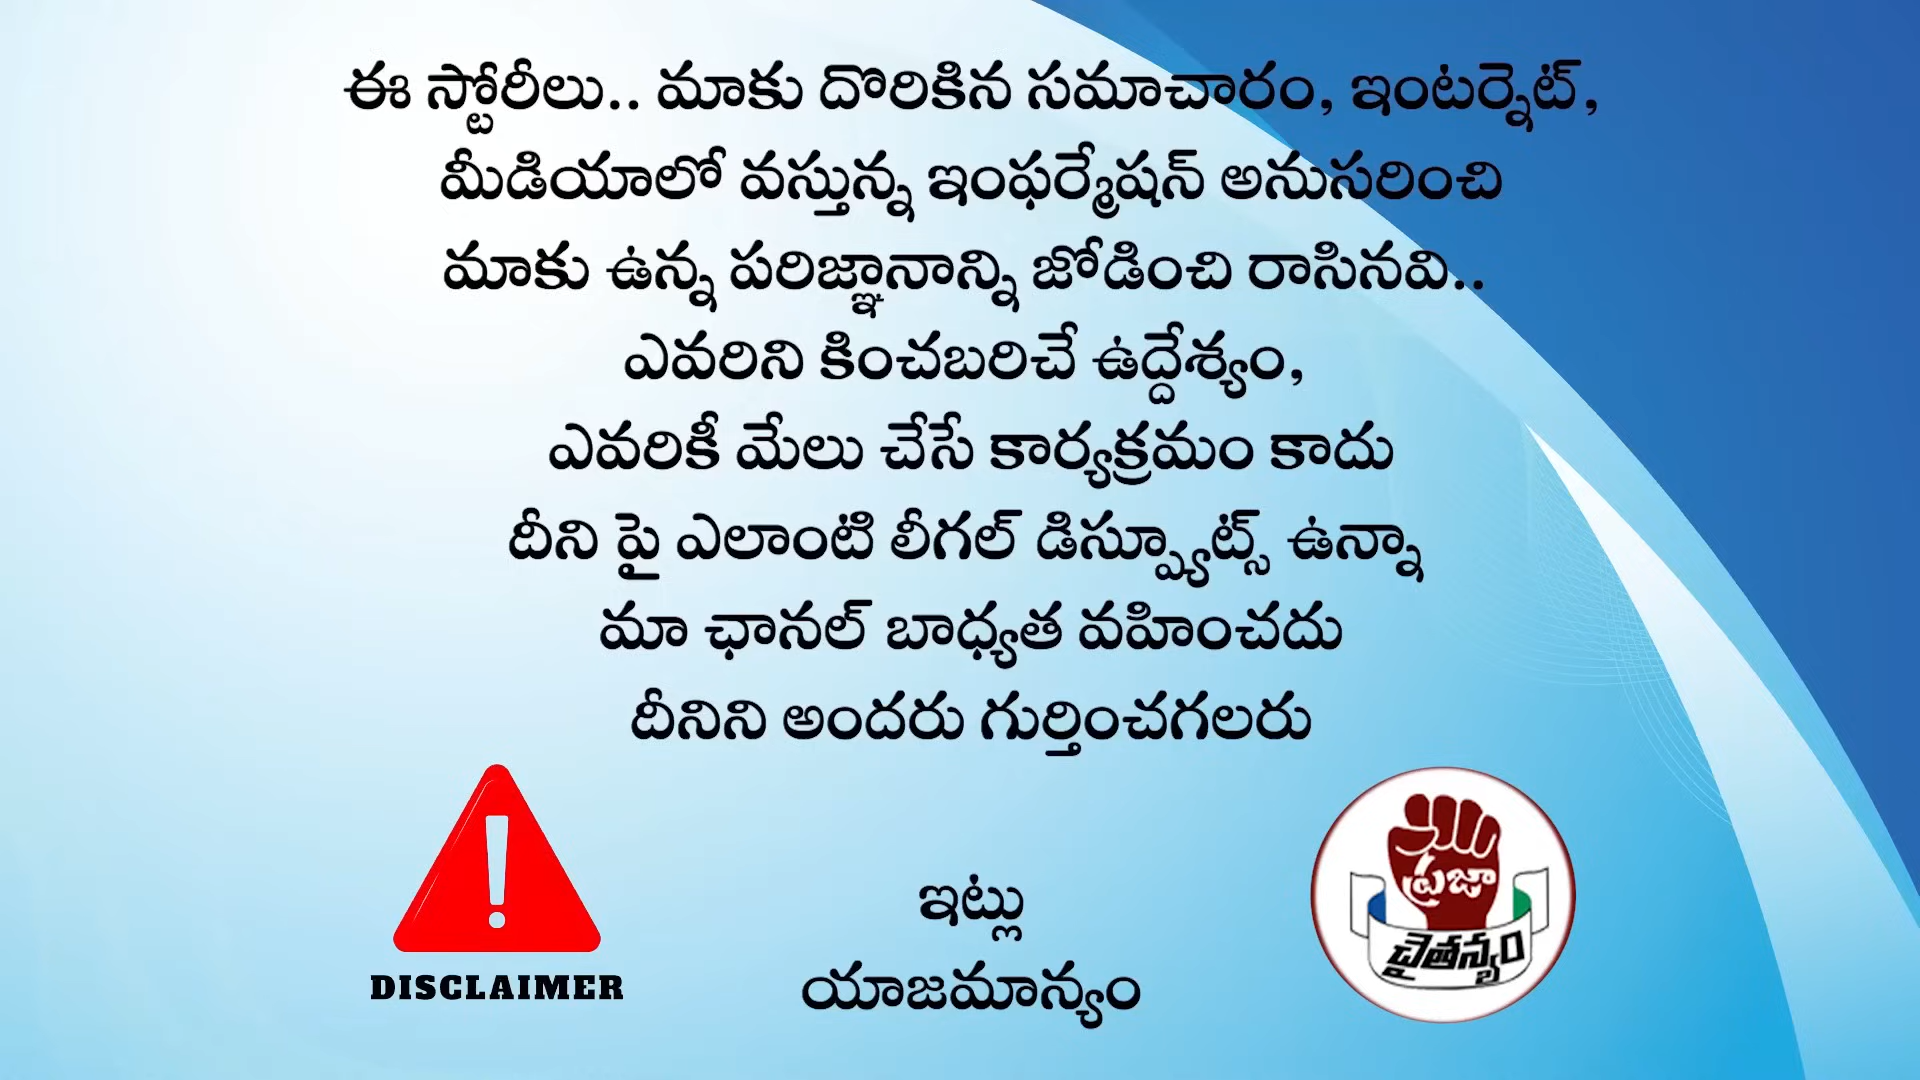 ఈ స్టోరీలు.. మాకు దొరికిన సమాచారం, ఇంటర్నెట్,
మీడియాలో వస్తున్న ఇంఫర్మేషన్ అనుసరించి
మాకు ఉన్న పరిజ్ఞానాన్ని జోడించి రాసినవి..
ఎవరిని కించబరిచే ఉద్దేశ్యం,
ఎవరికీ మేలు చేసే కార్యక్రమం కాదు
దీని పై ఎలాంటి లీగల్ డిస్ప్యూట్స్ ఉన్నా
మా ఛానల్ బాధ్యత వహించదు
దీనిని అందరు గుర్తించగలరు
DISCLAIMER
ఇట్లు
యాజమాన్యం
ప్రజా
చైతన్యం